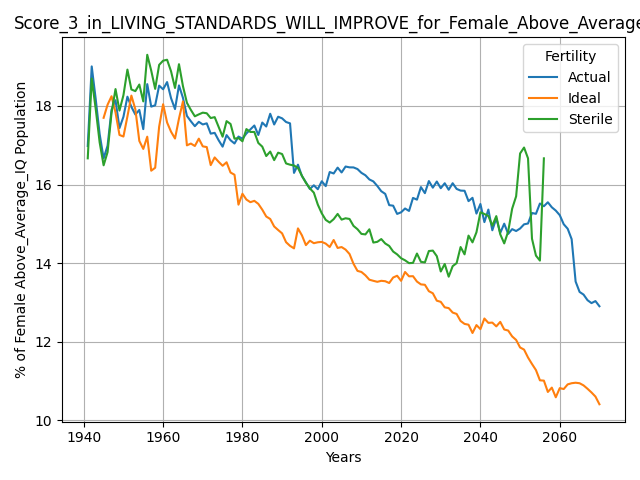 Score_3_in_LIVING_STANDARDS_WILL_IMPROVE_for_Female_Above_Average
Fertility
Actual
Ideal
Sterile
% of Female Above_Average_IQ Population
18
16
14
12
10
1940 1960 1980 2000 2020 2040 2060
Years